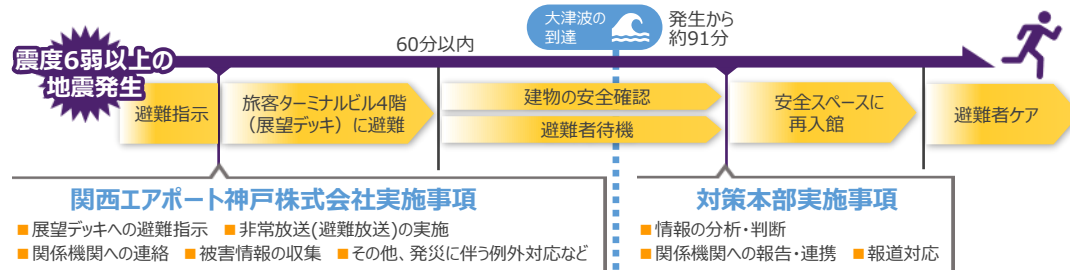 大津波の
到達
発生から
約91分
60分以内
震度6弱以上の
地震発生
避難指示
旅客ターミナルビル4階
（展望デッキ）に避難
建物の安全確認
避難者待機
安全スペースに
再入館
避難者ケア
関西エアポート神戸株式会社実施事項
■展望デッキへの避難指示 ■非常放送(避難放送)の実施
■関係機関への連絡 ■被害情報の収集 ■その他、発災に伴う例外対応など
対策本部実施事項
■情報の分析・判断
■関係機関への報告・連携 ■報道対応